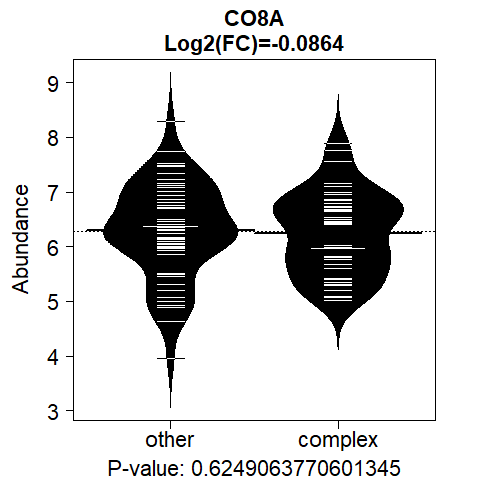 CO8A
Log2(FC)=-0.0864
Abundance
9
8
7
6
5
4
3
other complex
P-value: 0.6249063770601345